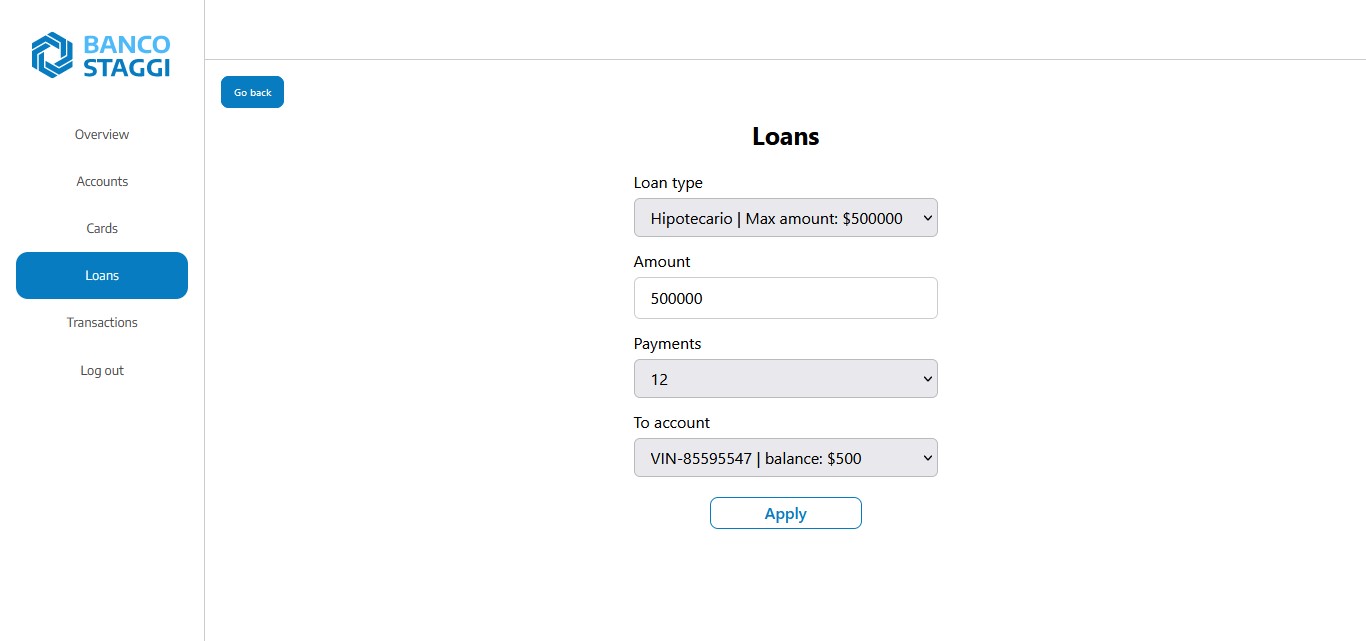 BANCO
STAGGI
Overview
Accounts
Cards
Loans
Transactions
Log out
Go back
Loans
Loan type
Hipotecario | Max amount: $500000
Amount
500000
Payments
12
To account
VIN-85595547 | balance: $500
Apply